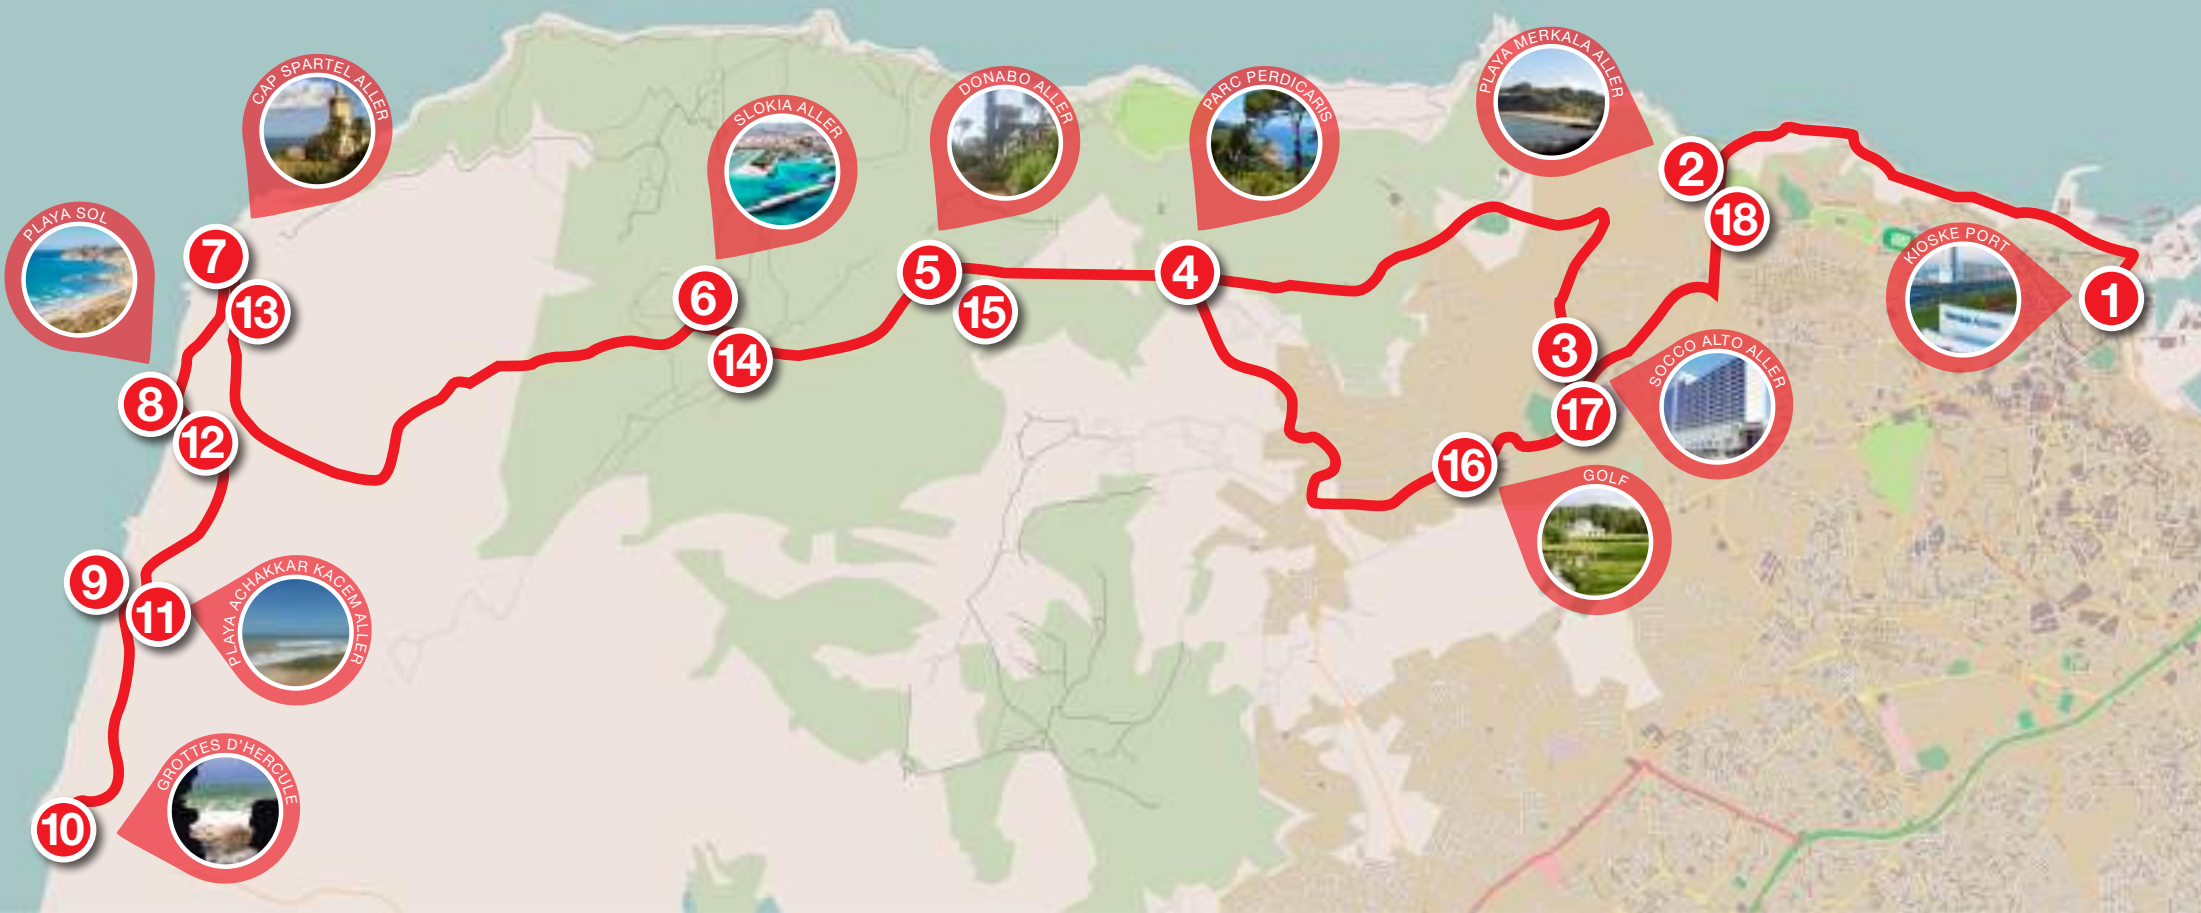 CAP SPARTEL ALLER
SLOKIA ALLER
DONABO ALLER
PARC PERDICARIS
PLAYA MERKALA ALLER
PLAYA SOL
KIOSKE PORT
SOCCO ALTO ALLER
GOLF
PLAYA ACHAKKAR KACEM ALLER
GROTTES D'HERCULE
2
18
7
13
6
14
5
15
4
1
3
17
8
12
16
9
11
10